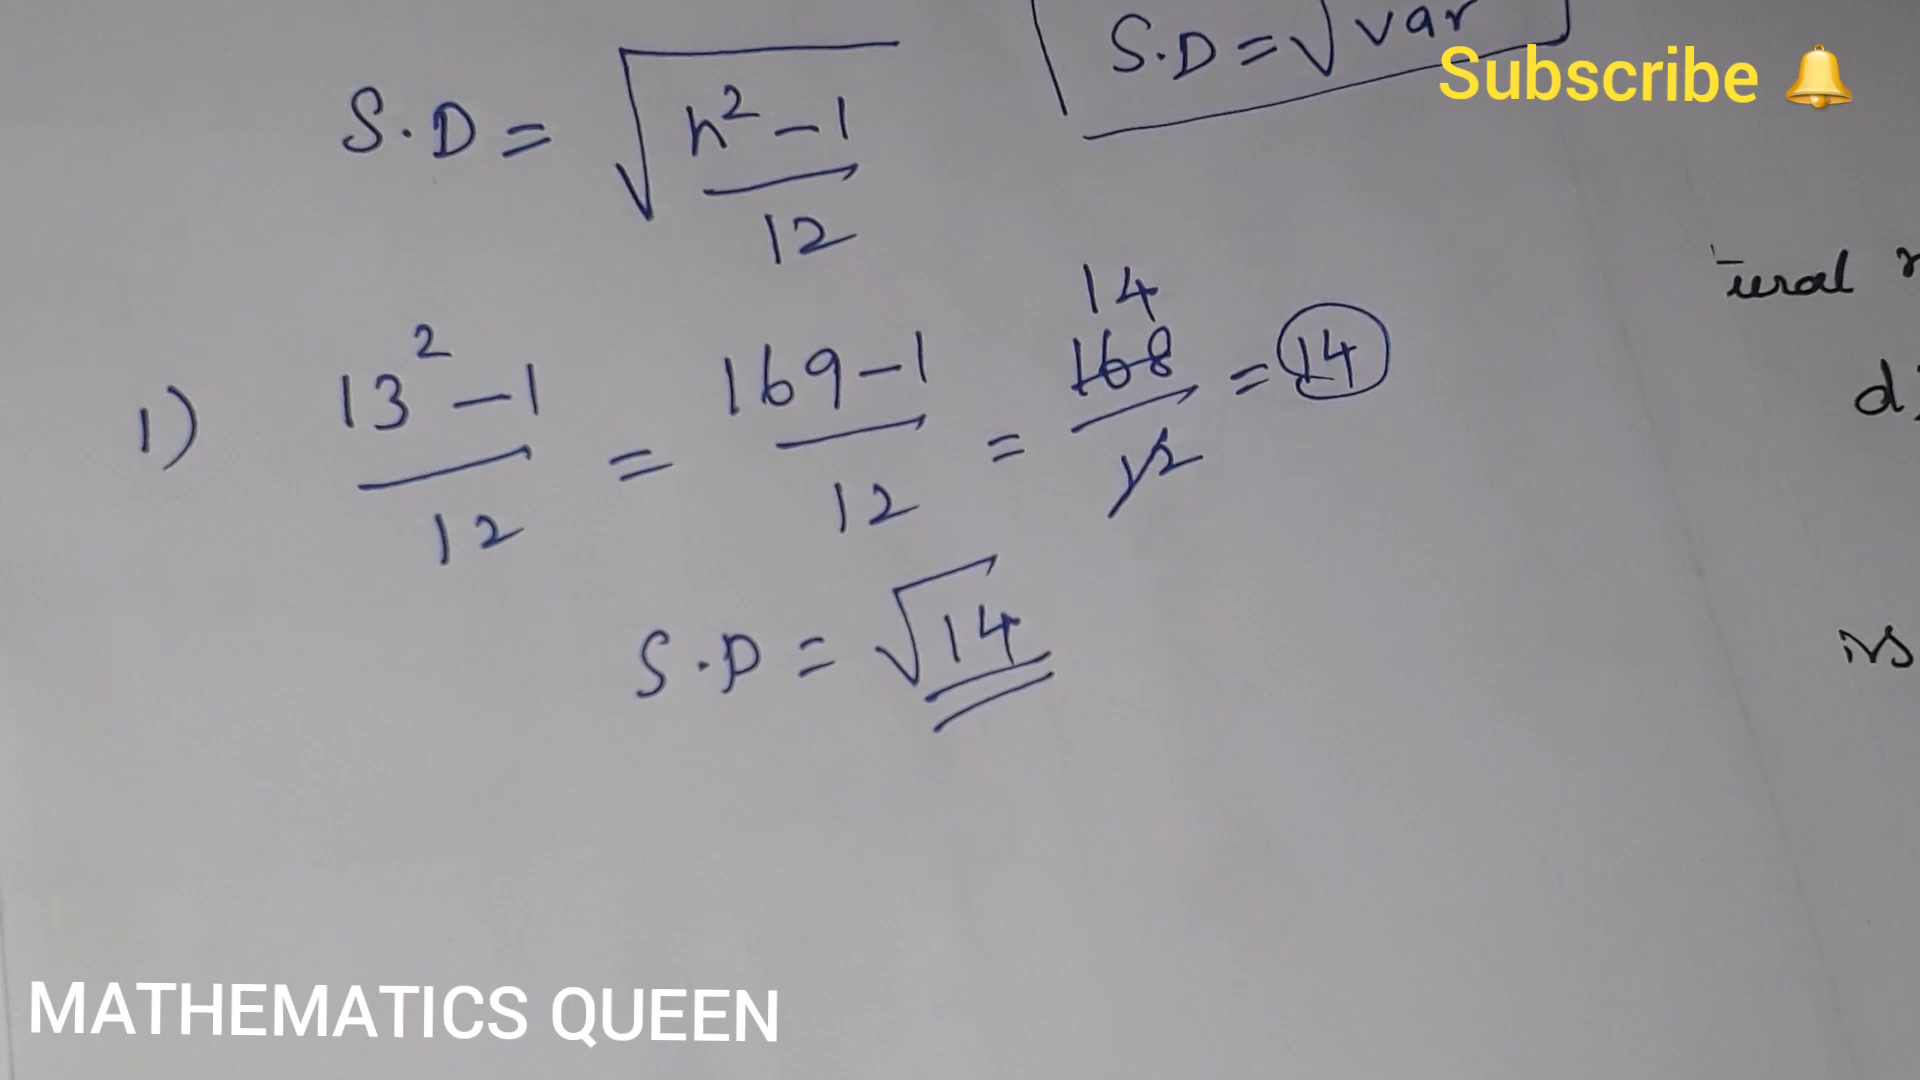 S.D = √var
Subscribe 🔔
S.D = √(n² - 1 / 12)
1) 13² - 1 / 12 = 169 - 1 / 12 = 14 168 / 12 = 14
S.D = √14
d)
is
MATHEMATICS QUEEN